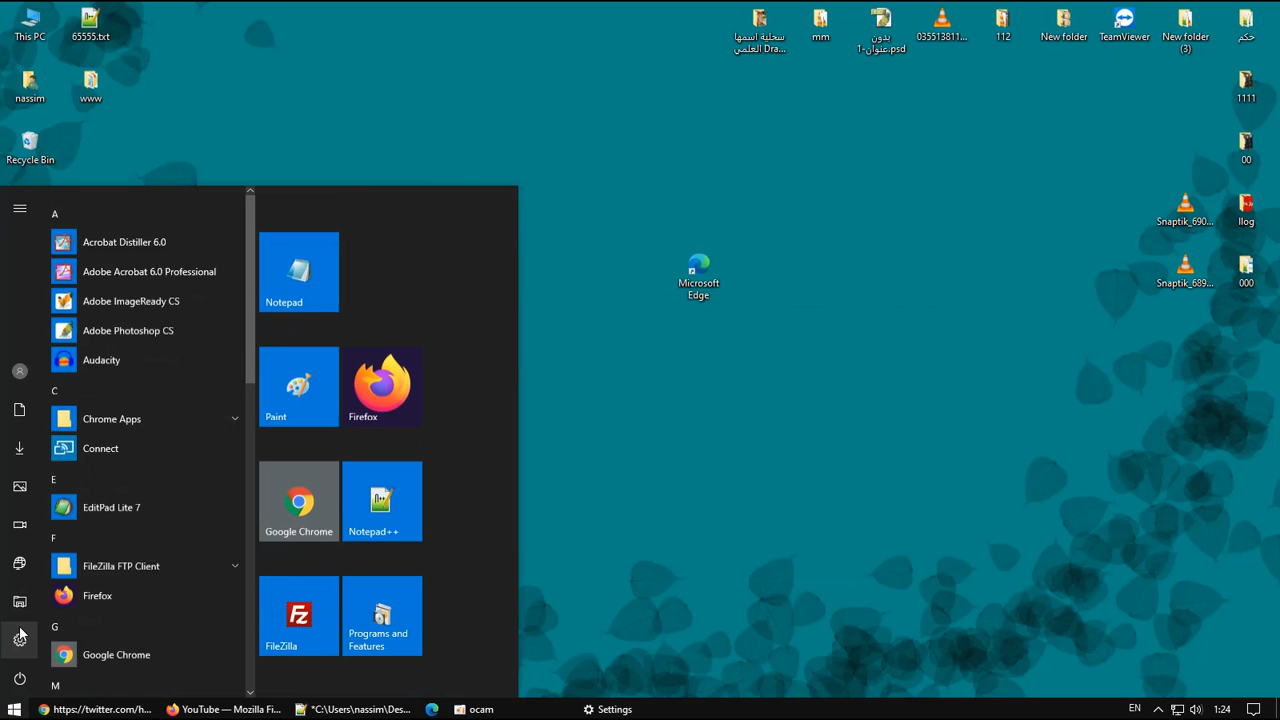 This PC
65555.txt
سحلية اسمها
العلمي Dra...
mm
بدون
عنوان-1.psd
035513811...
112
New folder
TeamViewer
New folder
(3)
حكم
nassim
www
1111
Recycle Bin
00
Snaptik_690...
llog
Microsoft
Edge
Snaptik_689...
000
A
Acrobat Distiller 6.0
Adobe Acrobat 6.0 Professional
Adobe ImageReady CS
Adobe Photoshop CS
Audacity
C
Chrome Apps
Connect
E
EditPad Lite 7
F
FileZilla FTP Client
Firefox
G
Google Chrome
M
Notepad
Paint
Firefox
Google Chrome
Notepad++
FileZilla
Programs and
Features
https://twitter.com/h...
YouTube — Mozilla Fi...
*C:\Users\nassim\Des...
ocam
Settings
EN
1:24